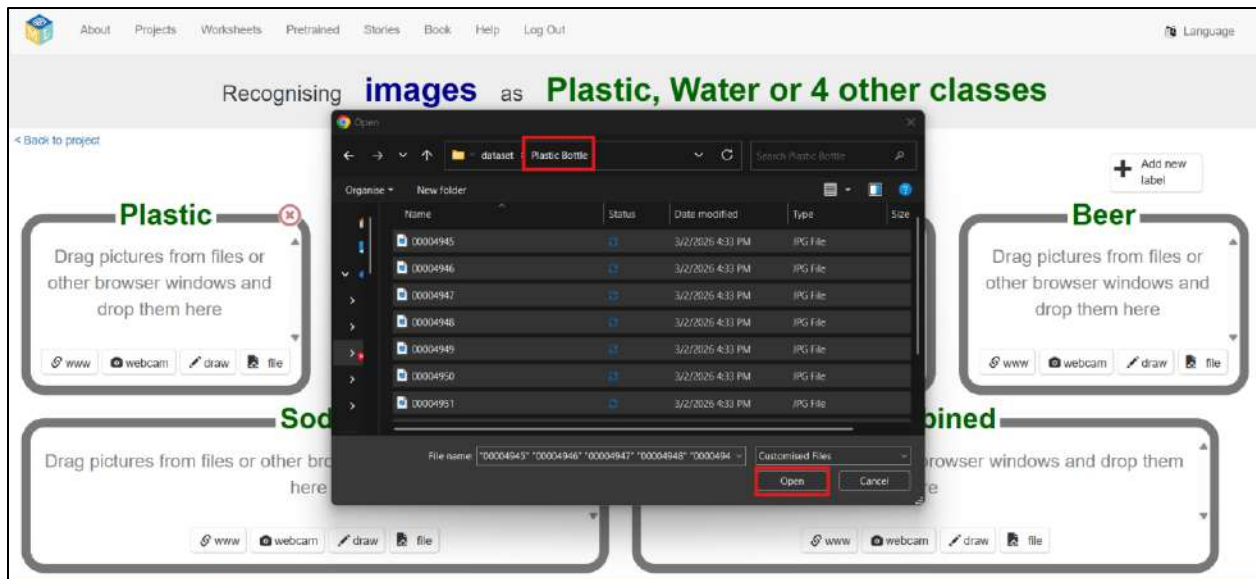 About Projects Worksheets Pretrained Stories Book Help Log Out Language
Recognising images as Plastic, Water or 4 other classes
< Back to project
Add new
label
Open
dataset Plastic Bottle
Search Plastic Bottle
Organise New folder
Name Status Date modified Type Size
00004945 3/2/2026 4:33 PM JPG File
00004946 3/2/2026 4:33 PM JPG File
00004947 3/2/2026 4:33 PM JPG File
00004948 3/2/2026 4:33 PM JPG File
00004949 3/2/2026 4:33 PM JPG File
00004950 3/2/2026 4:33 PM JPG File
00004951 3/2/2026 4:33 PM JPG File
File name: "00004945" "00004946" "00004947" "00004948" "0000494
Customised Files
Open Cancel
Plastic
Drag pictures from files or
other browser windows and
drop them here
www webcam draw file
Beer
Drag pictures from files or
other browser windows and
drop them here
www webcam draw file
Sod
Drag pictures from files or other bro
here
www webcam draw file
bined
rowser windows and drop them
re
www webcam draw file